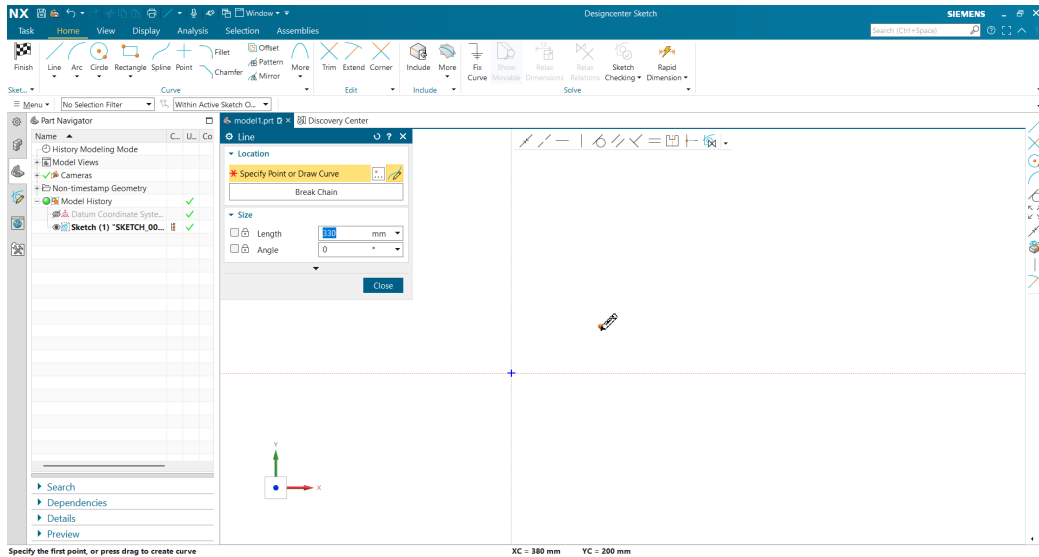 NX Window Designcenter Sketch SIEMENS
Task Home View Display Analysis Selection Assemblies Search (Ctrl+Space)
Finish Line Arc Circle Rectangle Spline Point Fillet Chamfer Offset Pattern Mirror More Trim Extend Corner Include More Fix Curve Show Movable Relax Dimensions Relax Relations Sketch Checking Rapid Dimension
Sket... Curve Edit Include Solve
Menu No Selection Filter Within Active Sketch O...
Part Navigator model1.prt Discovery Center
Name C... U.. Co Line
History Modeling Mode
Model Views Location
Cameras Specify Point or Draw Curve
Non-timestamp Geometry Break Chain
Model History
Datum Coordinate Syste... Size
Sketch (1) "SKETCH_00... Length 330 mm
Angle 0 °
Close
Y
X
Search
Dependencies
Details
Preview
Specify the first point, or press drag to create curve XC = 380 mm YC = 200 mm